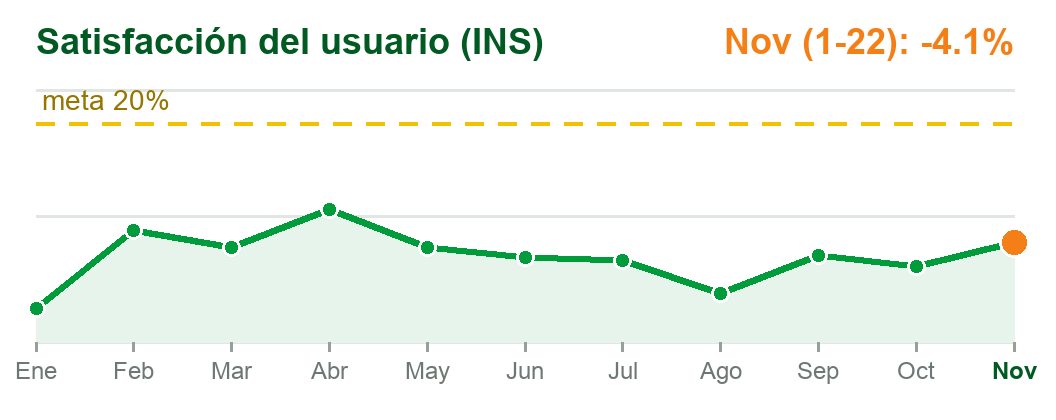 Satisfacción del usuario (INS)
Nov (1-22): -4.1%
meta 20%
Ene Feb Mar Abr May Jun Jul Ago Sep Oct Nov